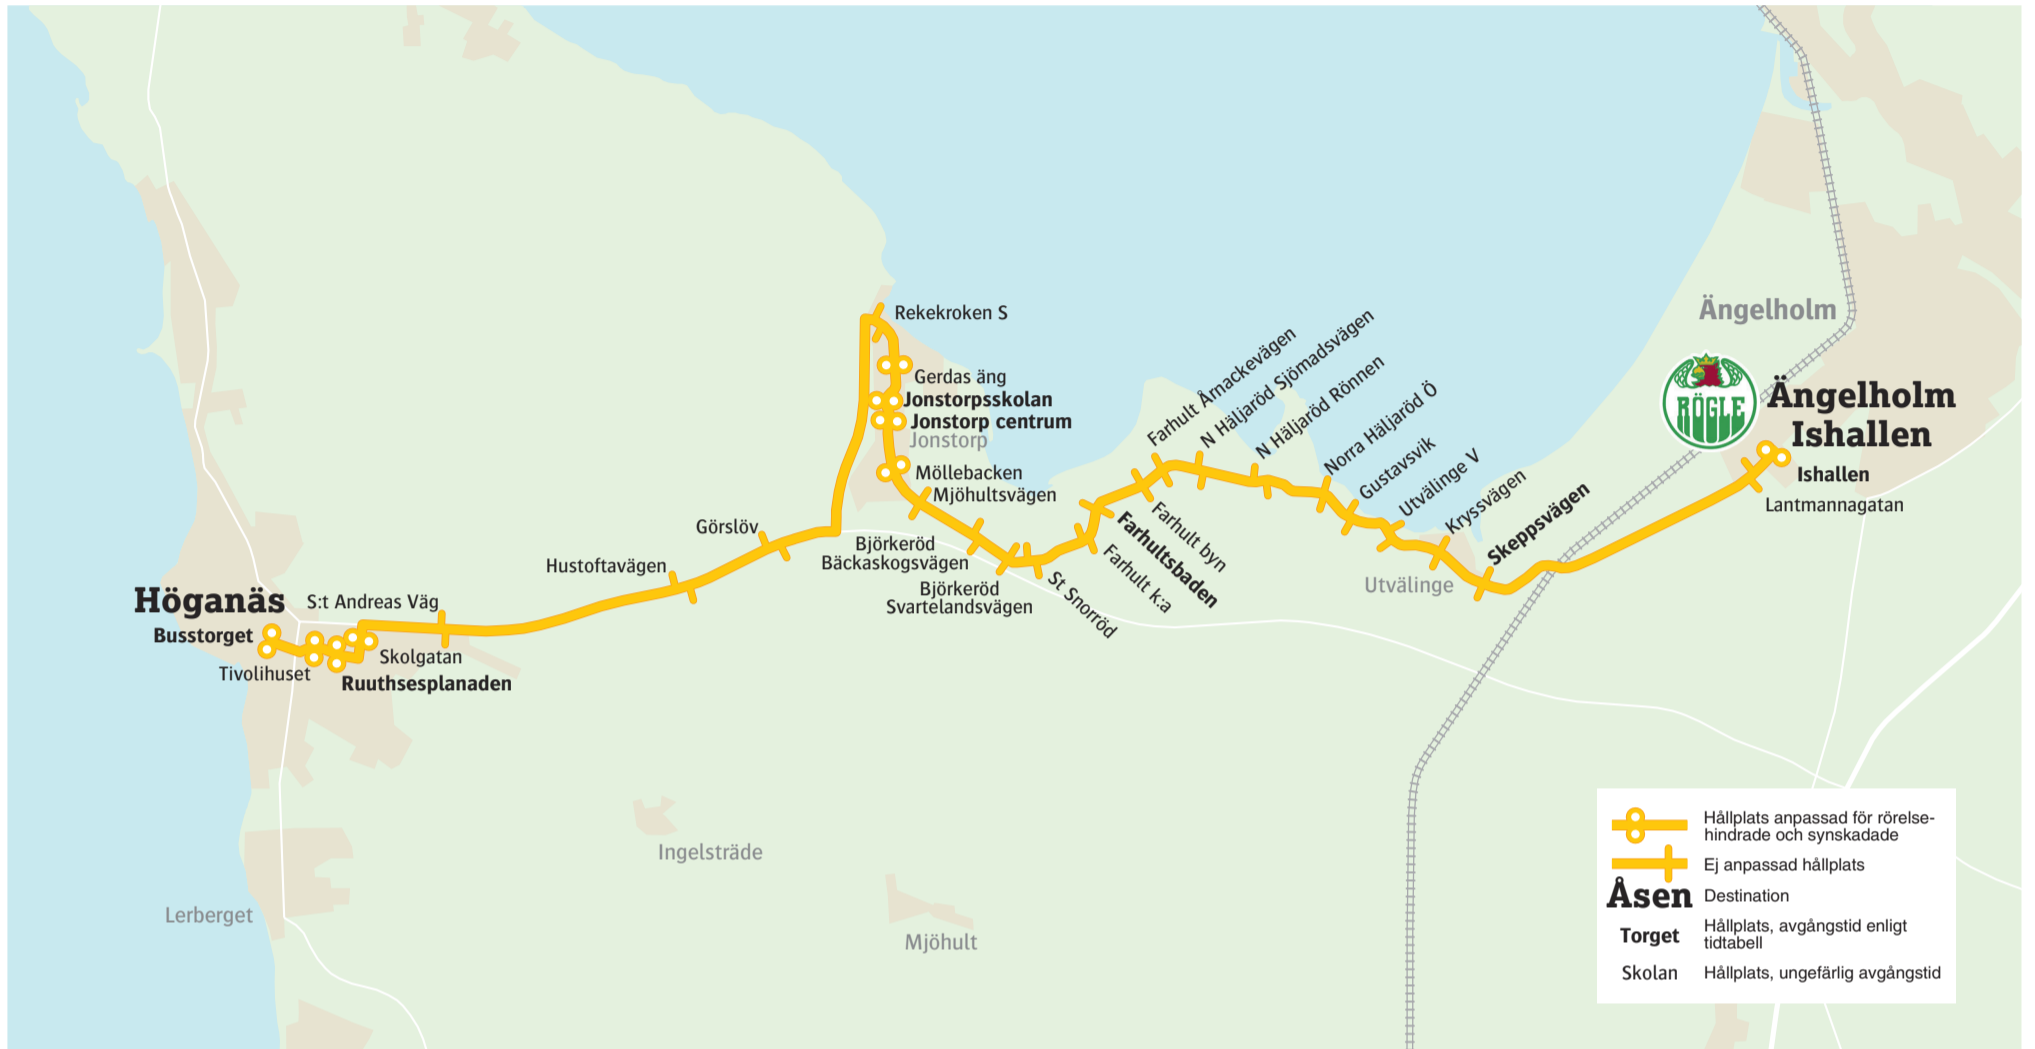 Höganäs
Busstorget
Tivolihuset
Ruuthsesplanaden
Skolgatan
S:t Andreas Väg
Hustoftavägen
Görslöv
Rekekroken S
Gerdas äng
Jonstorpsskolan
Jonstorp centrum
Jonstorp
Möllebacken
Mjöhultsvägen
Björkeröd
Bäckaskogsvägen
Björkeröd
Svartelandsvägen
St Snorröd
Farhult k:a
Farhultsbaden
Farhult byn
Farhult Årnackevägen
N Häljaröd Sjömadsvägen
N Häljaröd Rönnen
Norra Häljaröd Ö
Gustavsvik
Utvälinge V
Kryssvägen
Utvälinge
Skeppsvägen
Ängelholm
RÖGLE
Ängelholm
Ishallen
Ishallen
Lantmannagatan
Ingelsträde
Lerberget
Mjöhult
Hållplats anpassad för rörelse-
hindrade och synskadade
Ej anpassad hållplats
Åsen Destination
Torget Hållplats, avgångstid enligt
tidtabell
Skolan Hållplats, ungefärlig avgångstid